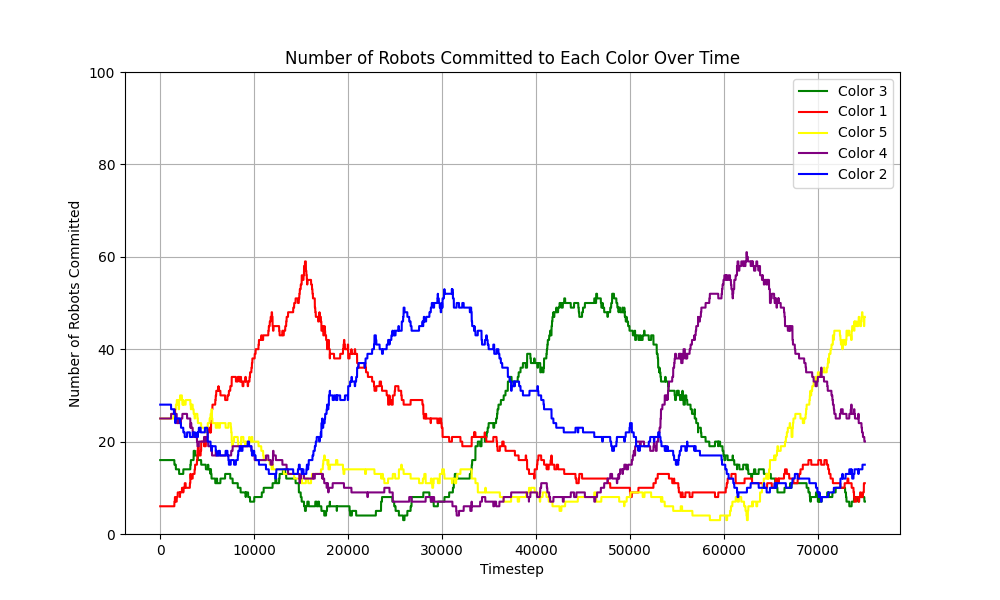 Number of Robots Committed to Each Color Over Time
Number of Robots Committed
100
80
60
40
20
0
Color 3
Color 1
Color 5
Color 4
Color 2
0 10000 20000 30000 40000 50000 60000 70000
Timestep